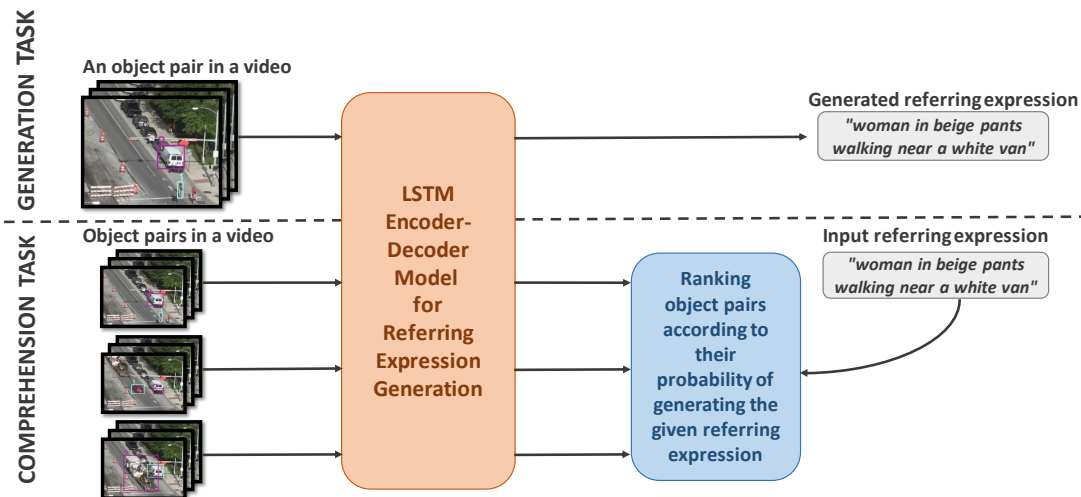 GENERATION TASK
An object pair in a video
Generated referring expression
"woman in beige pants
walking near a white van"
LSTM
Encoder-
Decoder
Model
for
Referring
Expression
Generation
COMPREHENSION TASK
Object pairs in a video
Ranking
object pairs
according to
their
probability of
generating the
given referring
expression
Input referring expression
"woman in beige pants
walking near a white van"